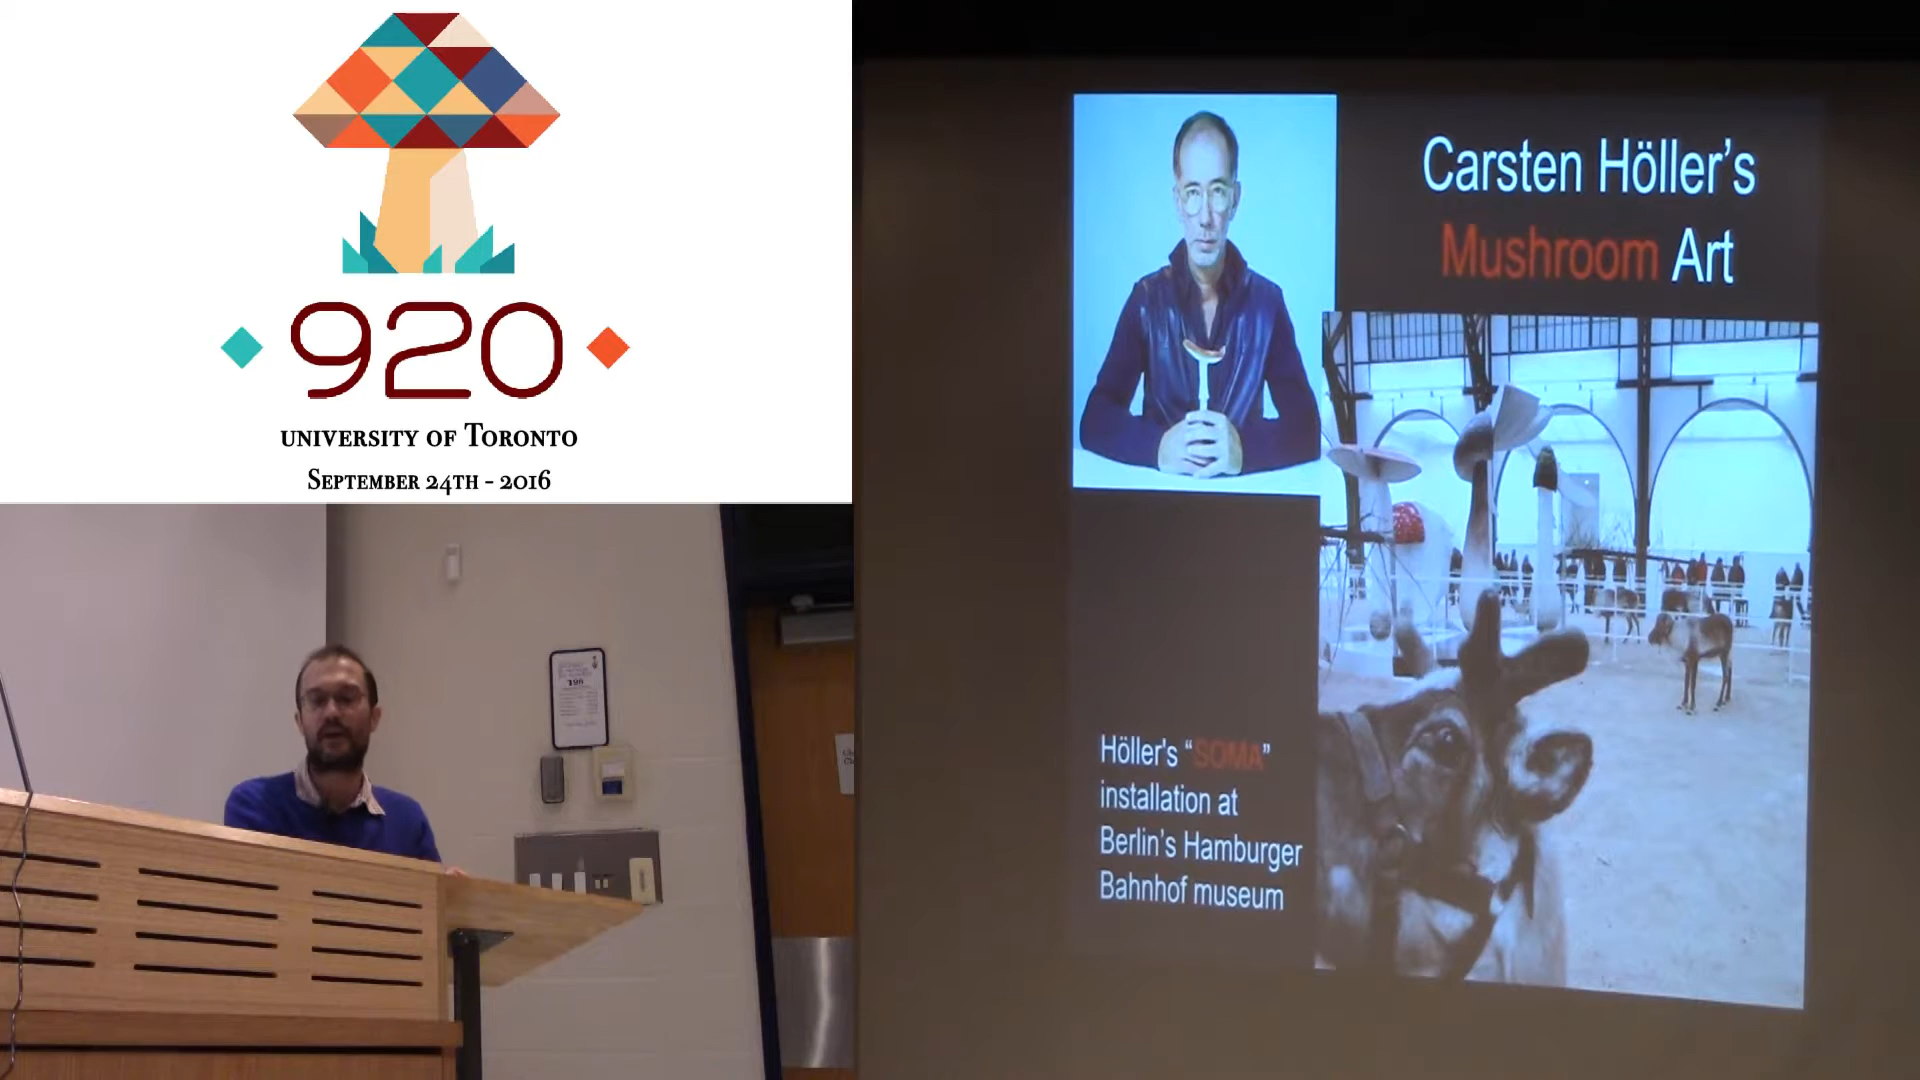 920
UNIVERSITY OF TORONTO
SEPTEMBER 24TH - 2016
Carsten Höller's
Mushroom Art
Höller's "SOMA"
installation at
Berlin's Hamburger
Bahnhof museum
190